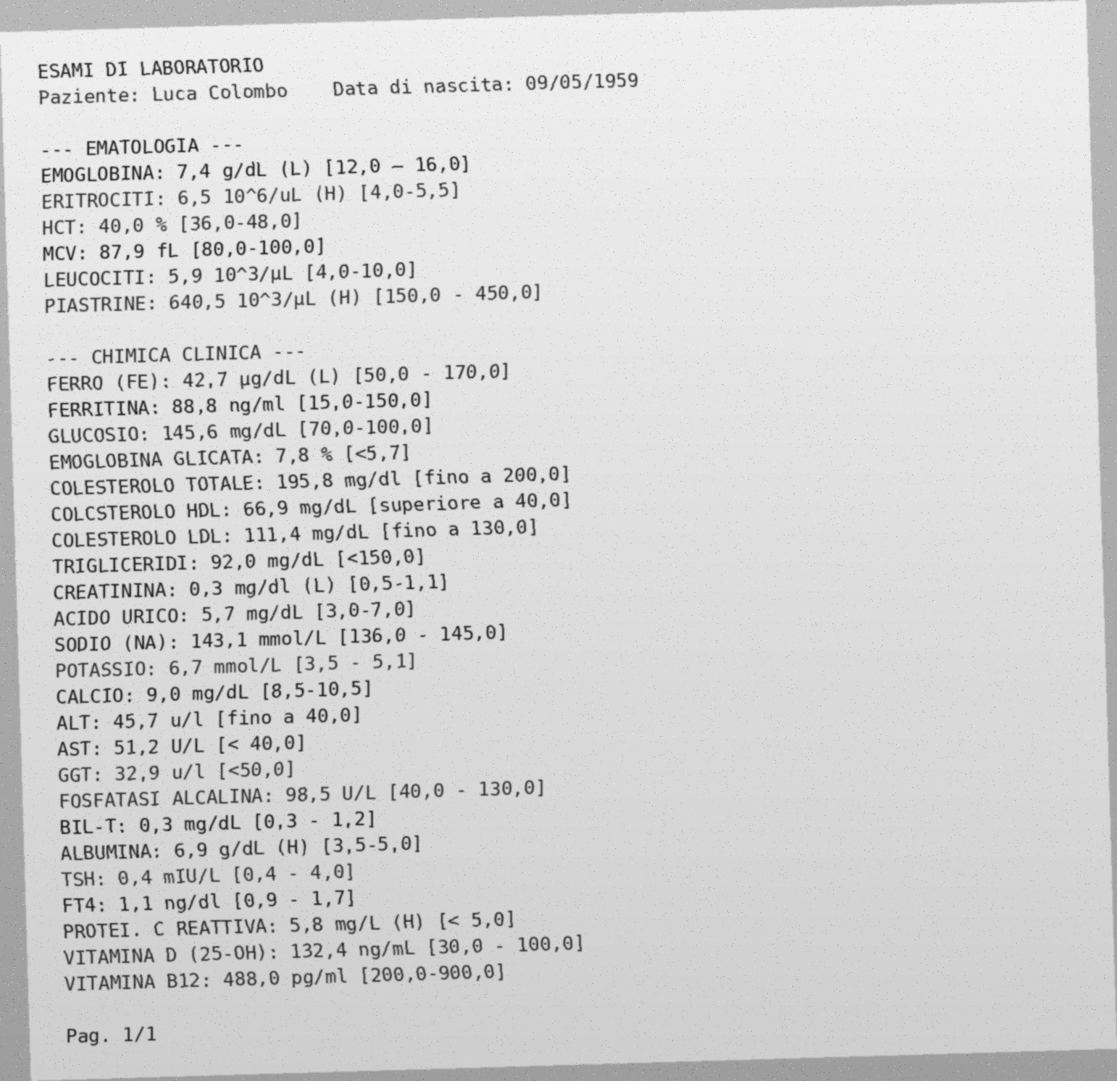 ESAMI DI LABORATORIO
Paziente: Luca Colombo    Data di nascita: 09/05/1959

--- EMATOLOGIA ---
EMOGLOBINA: 7,4 g/dL (L) [12,0 – 16,0]
ERITROCITI: 6,5 10^6/uL (H) [4,0-5,5]
HCT: 40,0 % [36,0-48,0]
MCV: 87,9 fL [80,0-100,0]
LEUCOCITI: 5,9 10^3/µL [4,0-10,0]
PIASTRINE: 640,5 10^3/µL (H) [150,0 - 450,0]

--- CHIMICA CLINICA ---
FERRO (FE): 42,7 µg/dL (L) [50,0 - 170,0]
FERRITINA: 88,8 ng/ml [15,0-150,0]
GLUCOSIO: 145,6 mg/dL [70,0-100,0]
EMOGLOBINA GLICATA: 7,8 % [<5,7]
COLESTEROLO TOTALE: 195,8 mg/dl [fino a 200,0]
COLCSTEROLO HDL: 66,9 mg/dL [superiore a 40,0]
COLESTEROLO LDL: 111,4 mg/dL [fino a 130,0]
TRIGLICERIDI: 92,0 mg/dL [<150,0]
CREATININA: 0,3 mg/dl (L) [0,5-1,1]
ACIDO URICO: 5,7 mg/dL [3,0-7,0]
SODIO (NA): 143,1 mmol/L [136,0 - 145,0]
POTASSIO: 6,7 mmol/L [3,5 - 5,1]
CALCIO: 9,0 mg/dL [8,5-10,5]
ALT: 45,7 u/l [fino a 40,0]
AST: 51,2 U/L [< 40,0]
GGT: 32,9 u/l [<50,0]
FOSFATASI ALCALINA: 98,5 U/L [40,0 - 130,0]
BIL-T: 0,3 mg/dL [0,3 - 1,2]
ALBUMINA: 6,9 g/dL (H) [3,5-5,0]
TSH: 0,4 mIU/L [0,4 - 4,0]
FT4: 1,1 ng/dl [0,9 - 1,7]
PROTEI. C REATTIVA: 5,8 mg/L (H) [< 5,0]
VITAMINA D (25-OH): 132,4 ng/mL [30,0 - 100,0]
VITAMINA B12: 488,0 pg/ml [200,0-900,0]

Pag. 1/1